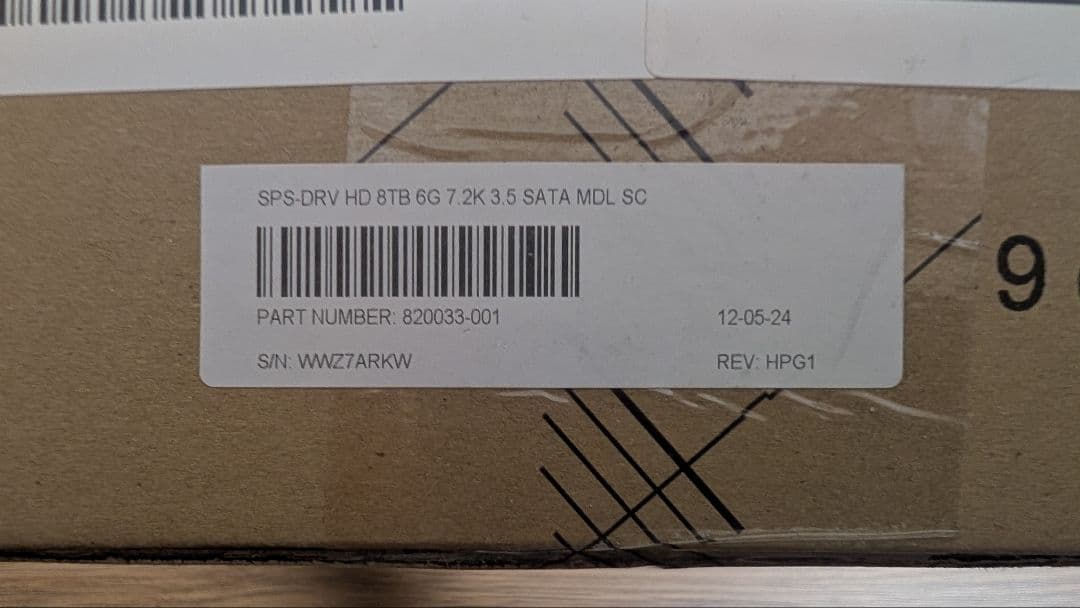 SPS-DRV HD 8TB 6G 7.2K 3.5 SATA MDL SC
PART NUMBER: 820033-001
12-05-24
S/N: WWZ7ARKW
REV: HPG1
9